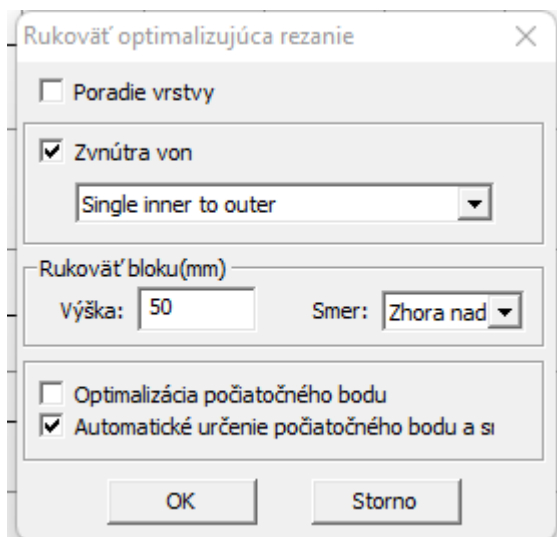 Rukoväť optimalizujúca rezanie
Poradie vrstvy
Zvnútra von
Single inner to outer
Rukoväť bloku(mm)
Výška: 50 Smer: Zhora nad
Optimalizácia počiatočného bodu
Automatické určenie počiatočného bodu a sı
OK Storno